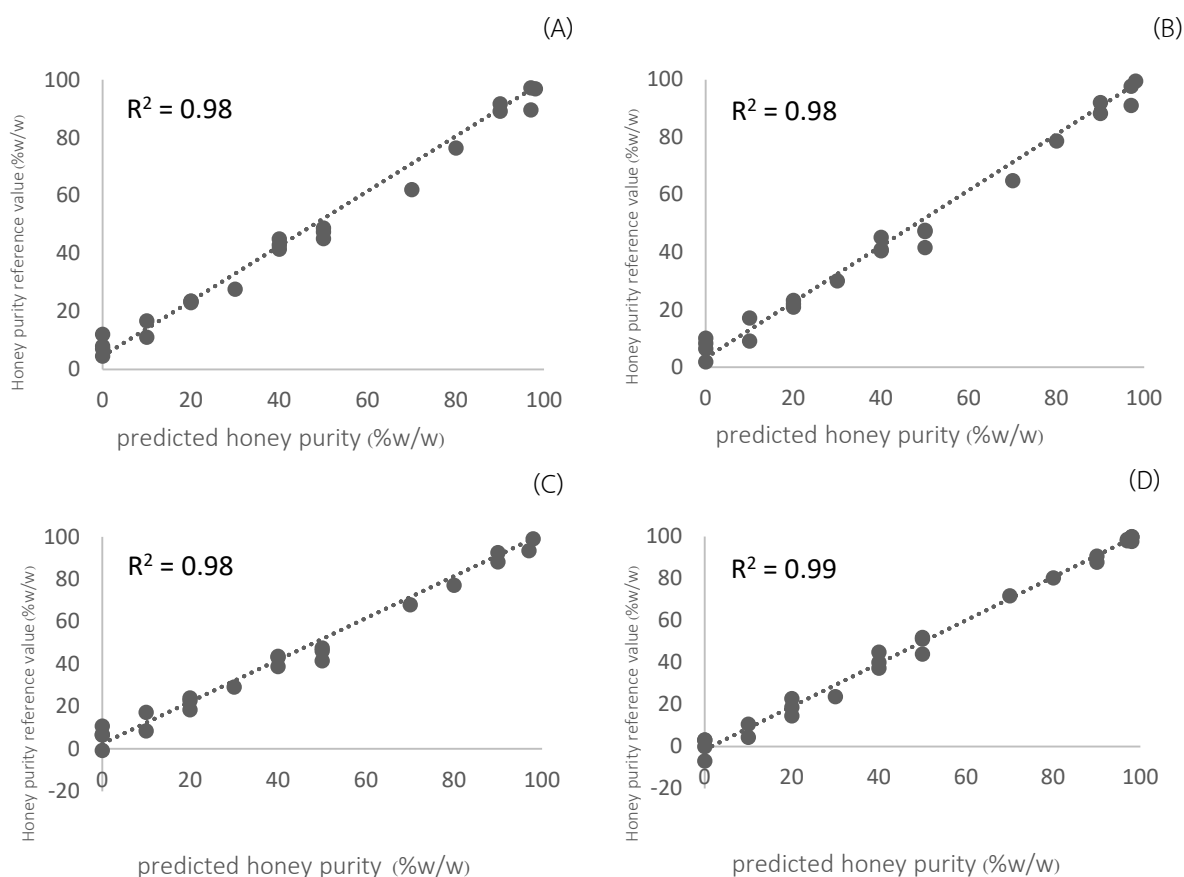 (A)
R² = 0.98
Honey purity reference value (%w/w)
100
80
60
40
20
0
0 20 40 60 80 100
predicted honey purity (%w/w)
(B)
R² = 0.98
Honey purity reference value (%w/w)
100
80
60
40
20
0
0 20 40 60 80 100
predicted honey purity (%w/w)
(C)
R² = 0.98
Honey purity reference value (%w/w)
100
80
60
40
20
0
-20
0 20 40 60 80 100
predicted honey purity (%w/w)
(D)
R² = 0.99
Honey purity reference value (%w/w)
100
80
60
40
20
0
-20
0 20 40 60 80 100
predicted honey purity (%w/w)